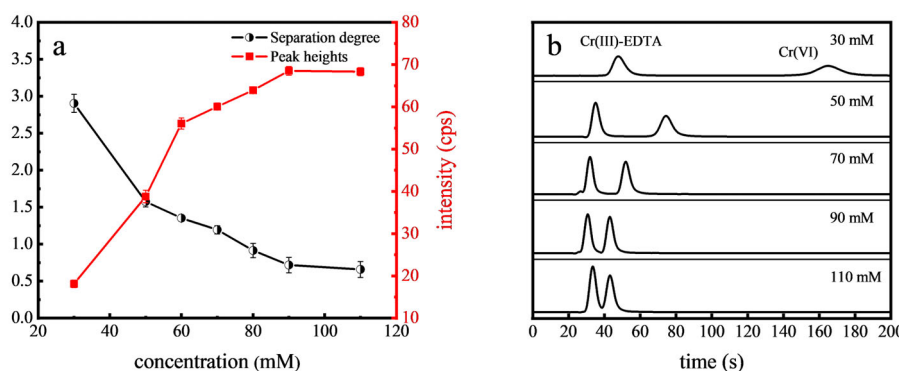 a
Separation degree
Peak heights
4.0
3.5
3.0
2.5
2.0
1.5
1.0
0.5
0.0
80
70
60
50
40
30
20
10
intensity (cps)
20 40 60 80 100 120
concentration (mM)
b
Cr(III)-EDTA
30 mM
Cr(VI)
50 mM
70 mM
90 mM
110 mM
0 20 40 60 80 100 120 140 160 180 200
time (s)